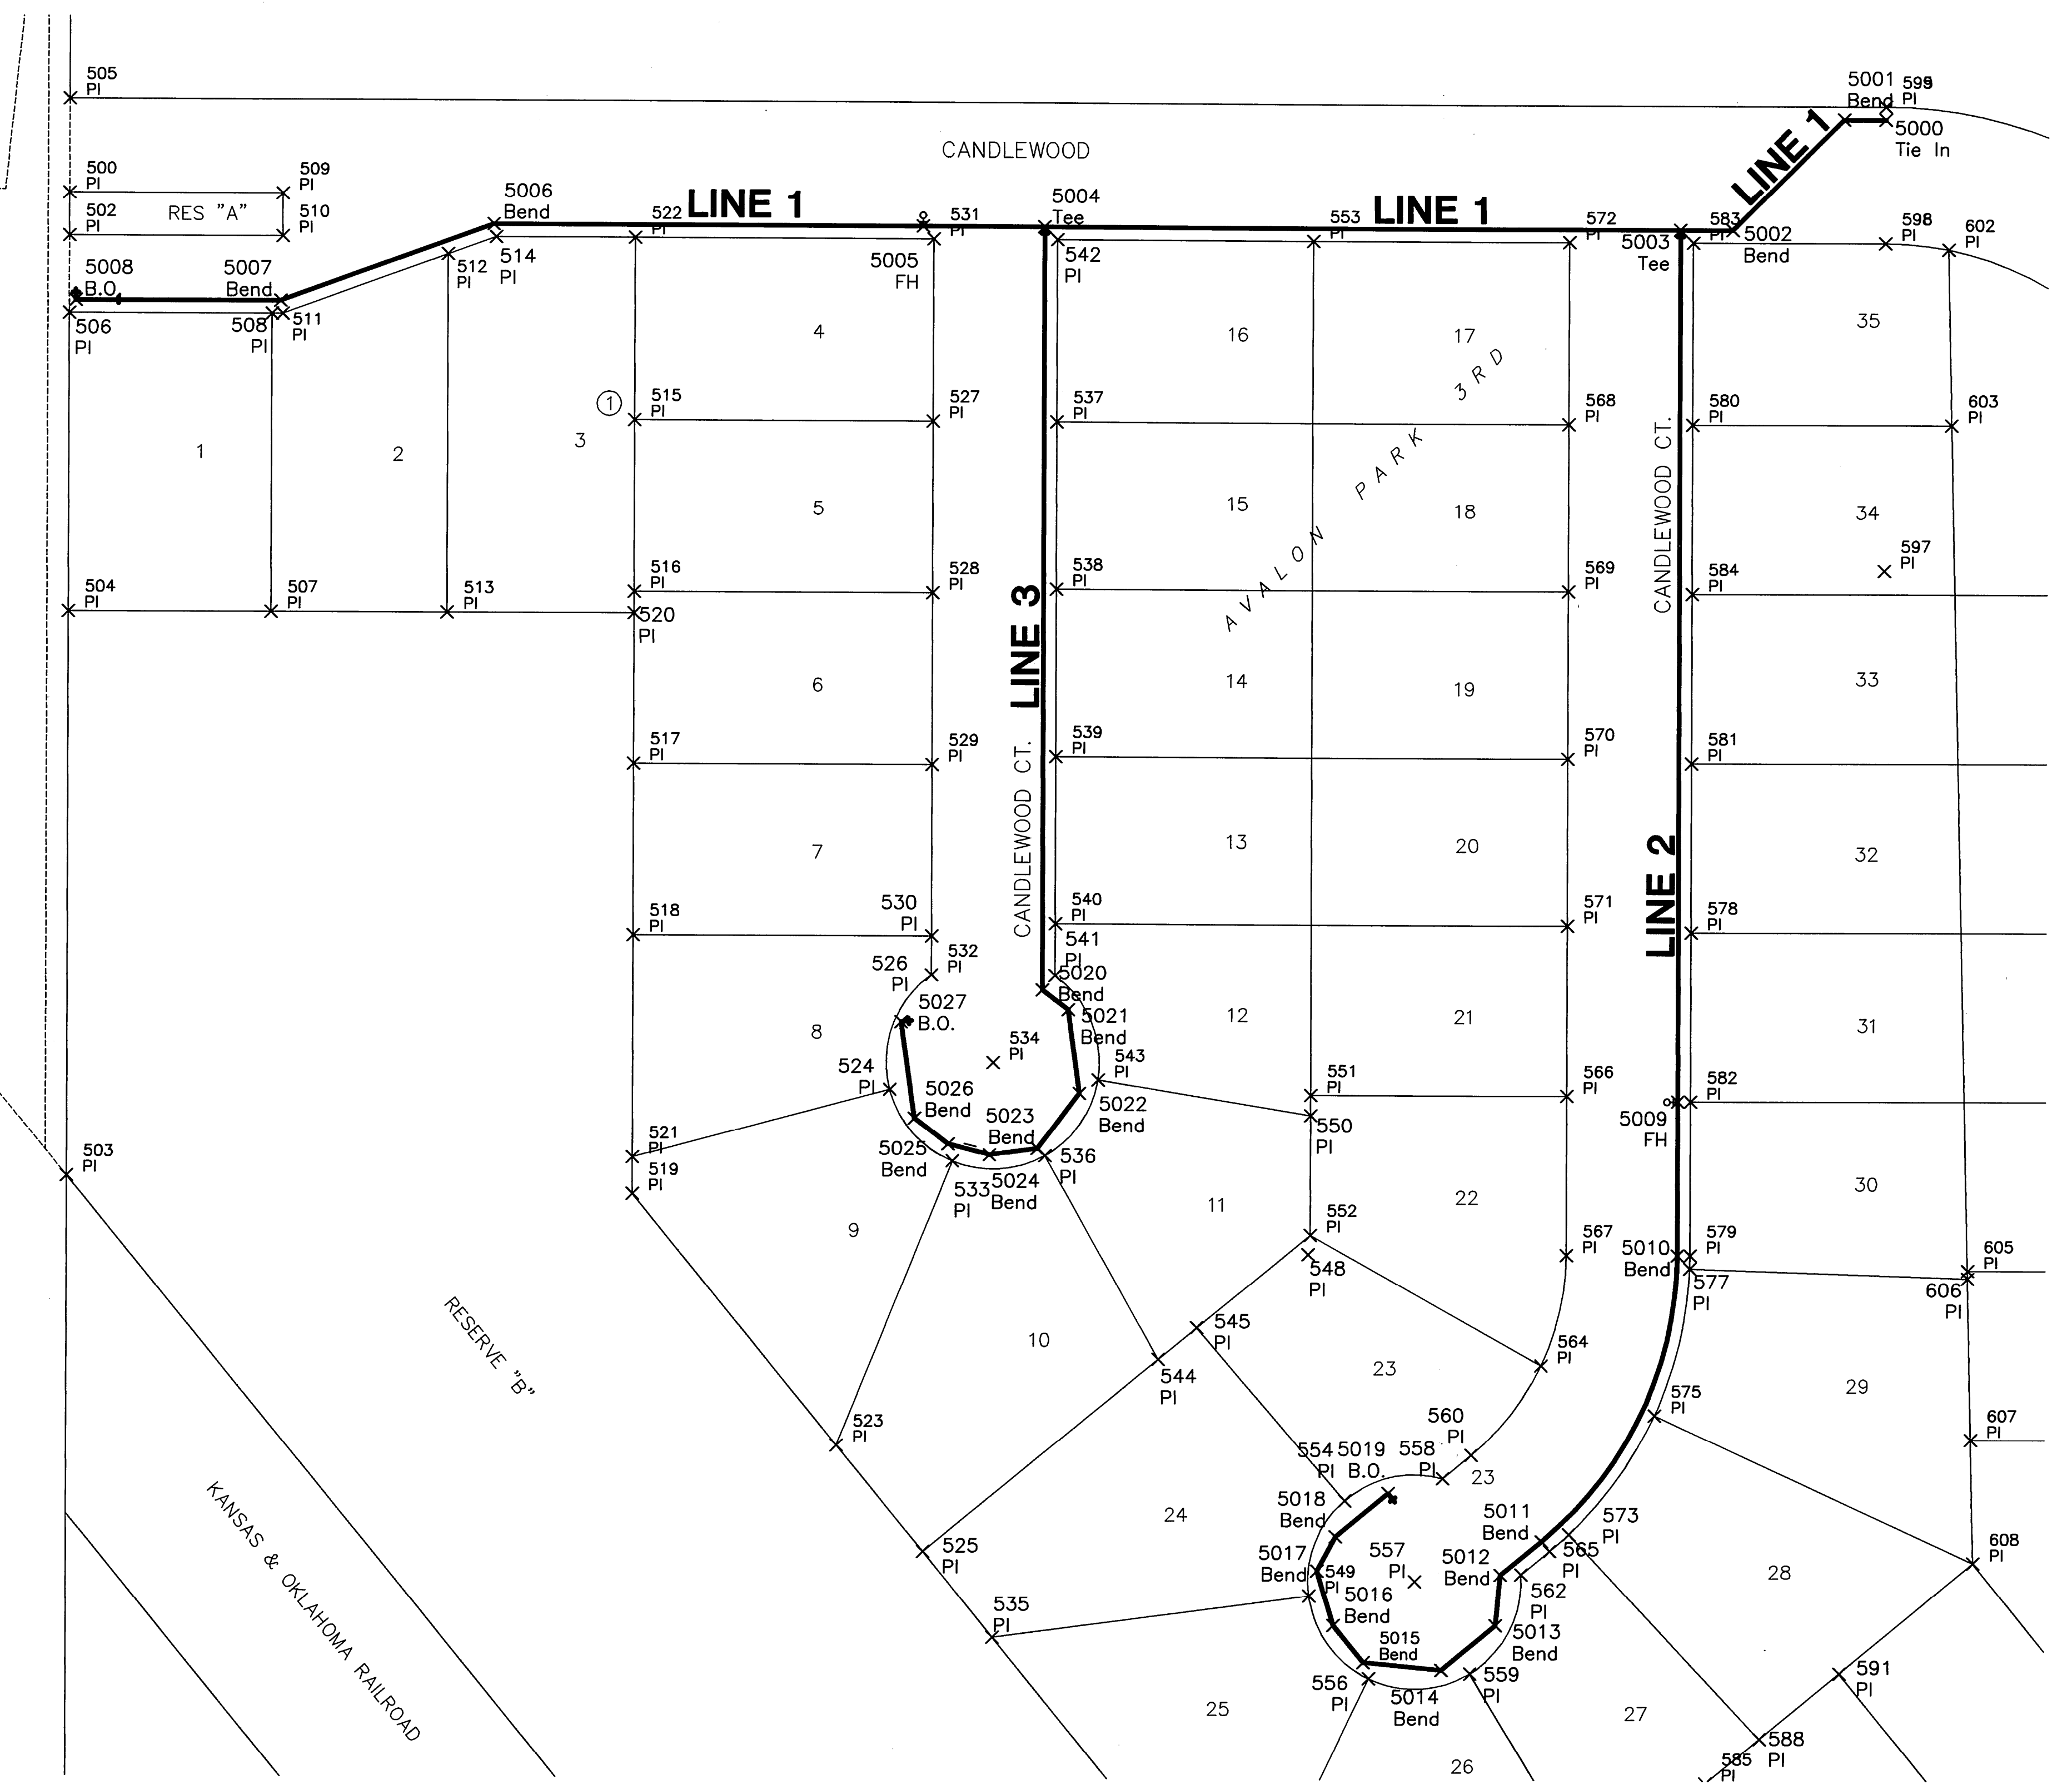 505
PI
5001
Bend
599
PI
5000
Tie In
CANDLEWOOD
LINE 1
500
PI
509
PI
RES "A"
502
PI
510
PI
5006
Bend
522
PI
LINE 1
531
PI
5004
Tee
553
PI
LINE 1
572
PI
583
PI
598
PI
602
PI
5003
Tee
5002
Bend
5008
B.O.
5007
Bend
512
PI
514
PI
5005
FH
542
PI
506
PI
508
PI
511
PI
4
16
17
35
3RD
1
515
PI
527
PI
537
PI
568
PI
580
PI
603
PI
1
2
3
5
15
18
34
AVALON PARK
CANDLEWOOD CT.
597
PI
504
PI
507
PI
513
PI
516
PI
520
PI
528
PI
538
PI
569
PI
584
PI
LINE 3
6
14
19
33
517
PI
529
PI
539
PI
570
PI
581
PI
CANDLEWOOD CT.
7
13
20
32
LINE 2
518
PI
530
PI
540
PI
571
PI
578
PI
532
PI
526
PI
541
PI
5020
Bend
5027
B.O.
5021
Bend
8
12
21
31
534
PI
524
PI
543
PI
551
PI
566
PI
582
PI
5026
Bend
5023
Bend
5022
Bend
550
PI
5009
FH
503
PI
521
PI
519
PI
5025
Bend
533
PI
5024
Bend
536
PI
9
11
22
30
552
PI
548
PI
567
PI
5010
Bend
579
PI
577
PI
605
PI
606
PI
RESERVE "B"
10
545
PI
544
PI
23
564
PI
29
575
PI
607
PI
523
PI
554
PI
5019
B.O.
558
PI
560
PI
23
KANSAS & OKLAHOMA RAILROAD
24
5018
Bend
5011
Bend
573
PI
565
PI
525
PI
5017
Bend
549
PI
557
PI
5012
Bend
562
PI
28
608
PI
535
PI
5016
Bend
5013
Bend
5015
Bend
556
PI
5014
Bend
559
PI
591
PI
25
27
588
PI
585
PI
26